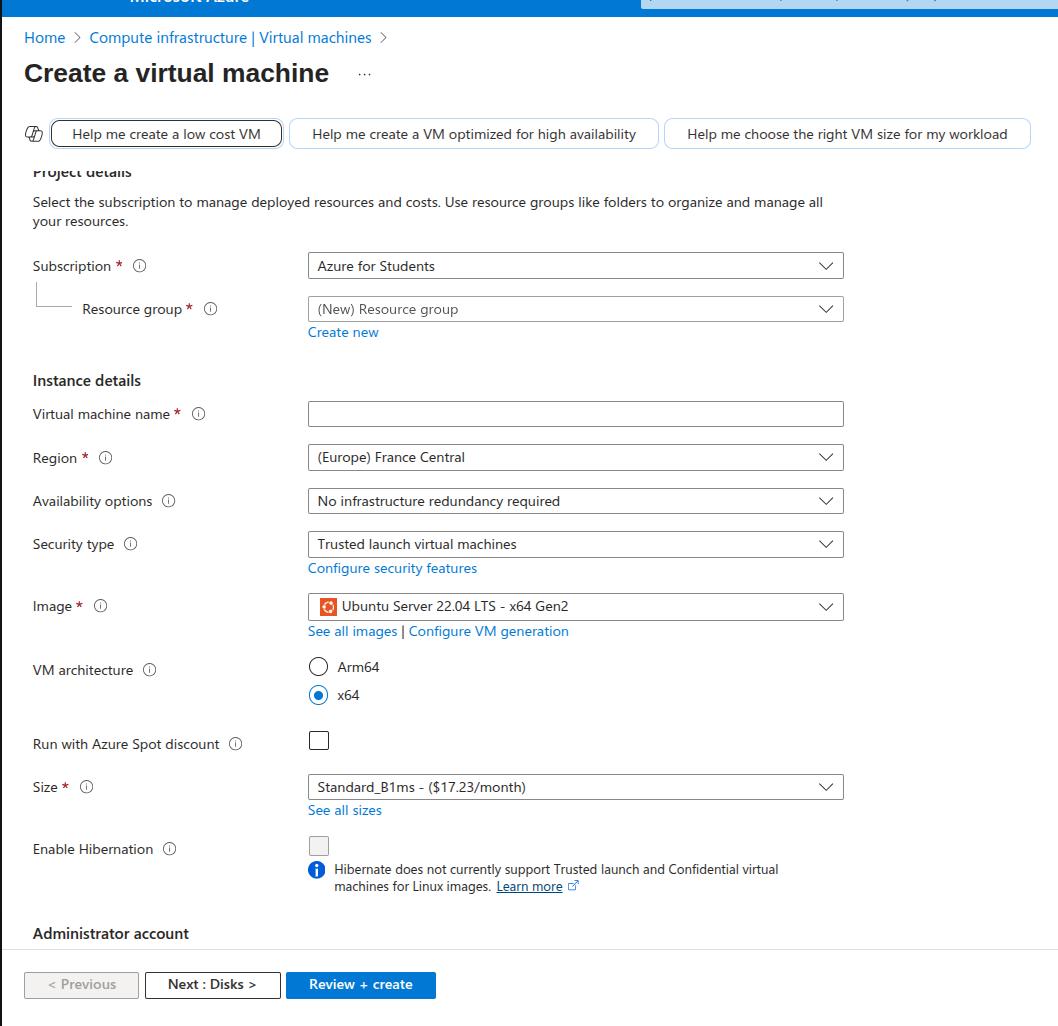 Microsoft Azure
Home > Compute infrastructure | Virtual machines >
Create a virtual machine ...
Help me create a low cost VM
Help me create a VM optimized for high availability
Help me choose the right VM size for my workload
Project details
Select the subscription to manage deployed resources and costs. Use resource groups like folders to organize and manage all
your resources.
Subscription *
Azure for Students
Resource group *
(New) Resource group
Create new
Instance details
Virtual machine name *
Region *
(Europe) France Central
Availability options
No infrastructure redundancy required
Security type
Trusted launch virtual machines
Configure security features
Image *
Ubuntu Server 22.04 LTS - x64 Gen2
See all images | Configure VM generation
VM architecture
Arm64
x64
Run with Azure Spot discount
Size *
Standard_B1ms - ($17.23/month)
See all sizes
Enable Hibernation
Hibernate does not currently support Trusted launch and Confidential virtual
machines for Linux images. Learn more
Administrator account
< Previous
Next : Disks >
Review + create